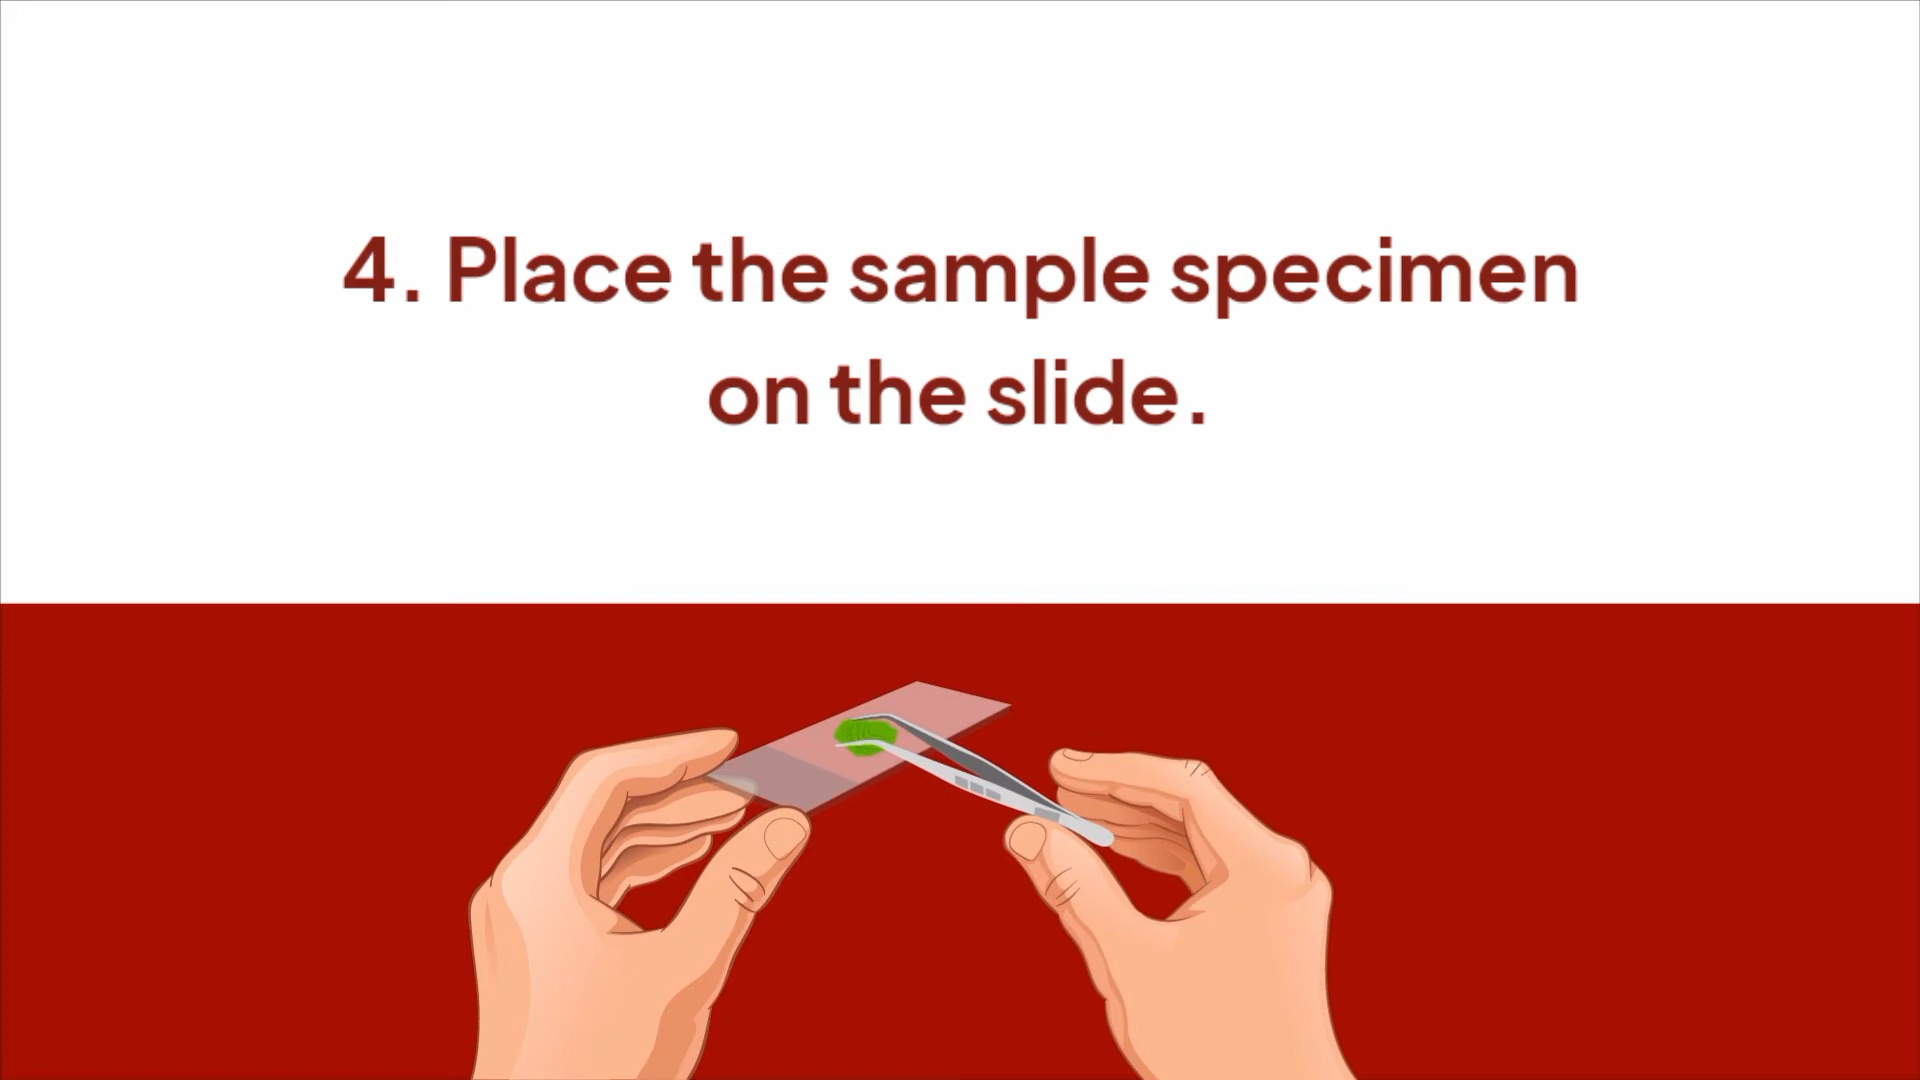 4. Place the sample specimen
on the slide.